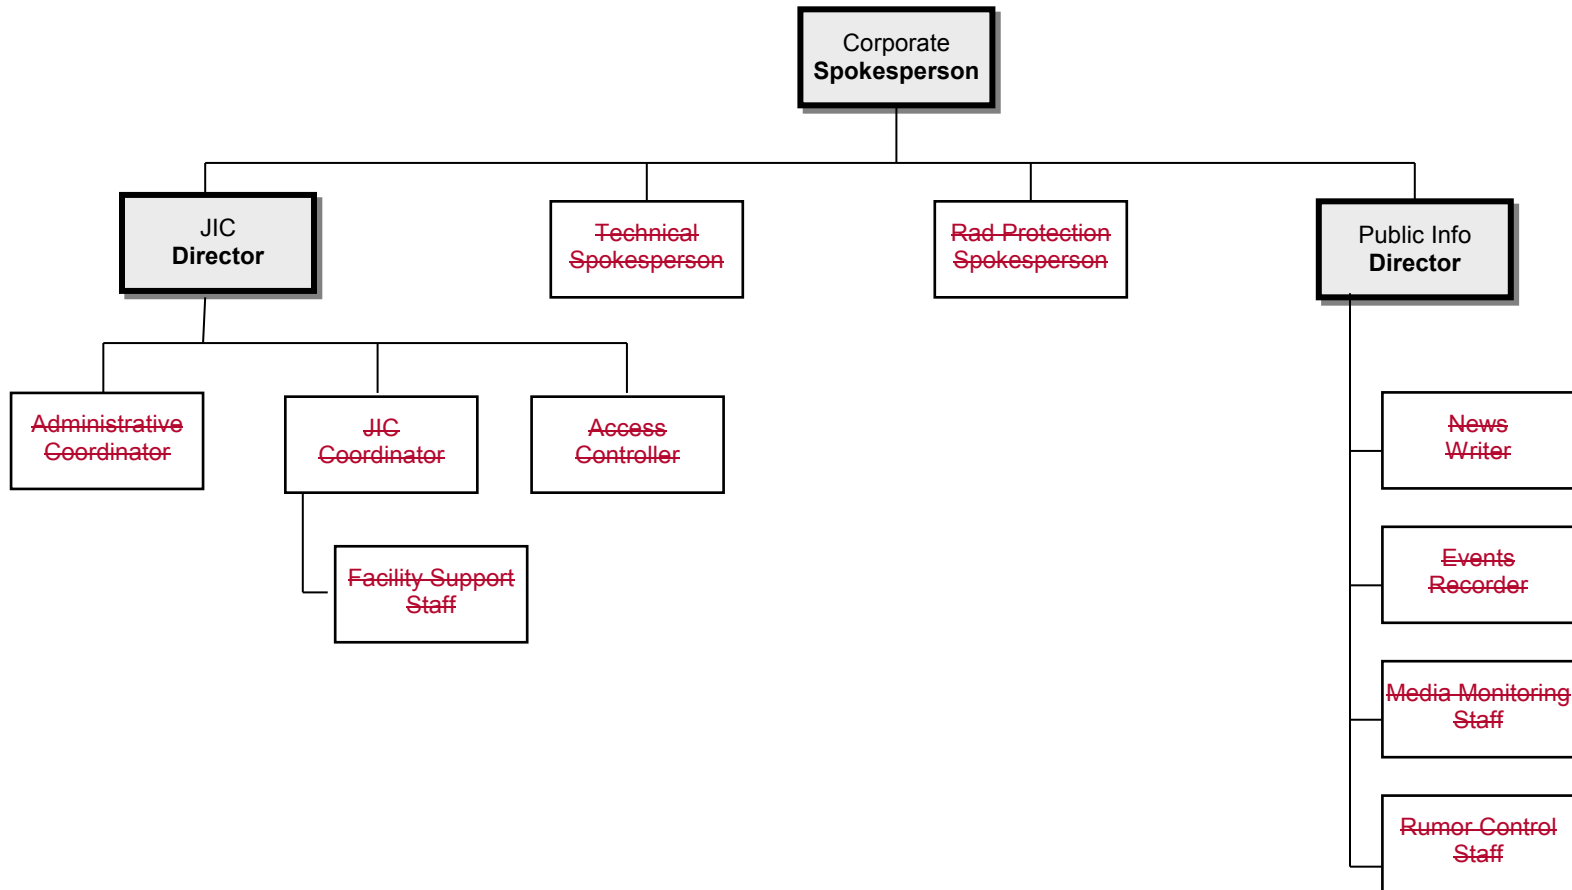 Corporate
Spokesperson
JIC
Director
Technical
Spokesperson
Rad Protection
Spokesperson
Public Info
Director
Administrative
Coordinator
JIC
Coordinator
Access
Controller
News
Writer
Facility Support
Staff
Events
Recorder
Media Monitoring
Staff
Rumor Control
Staff